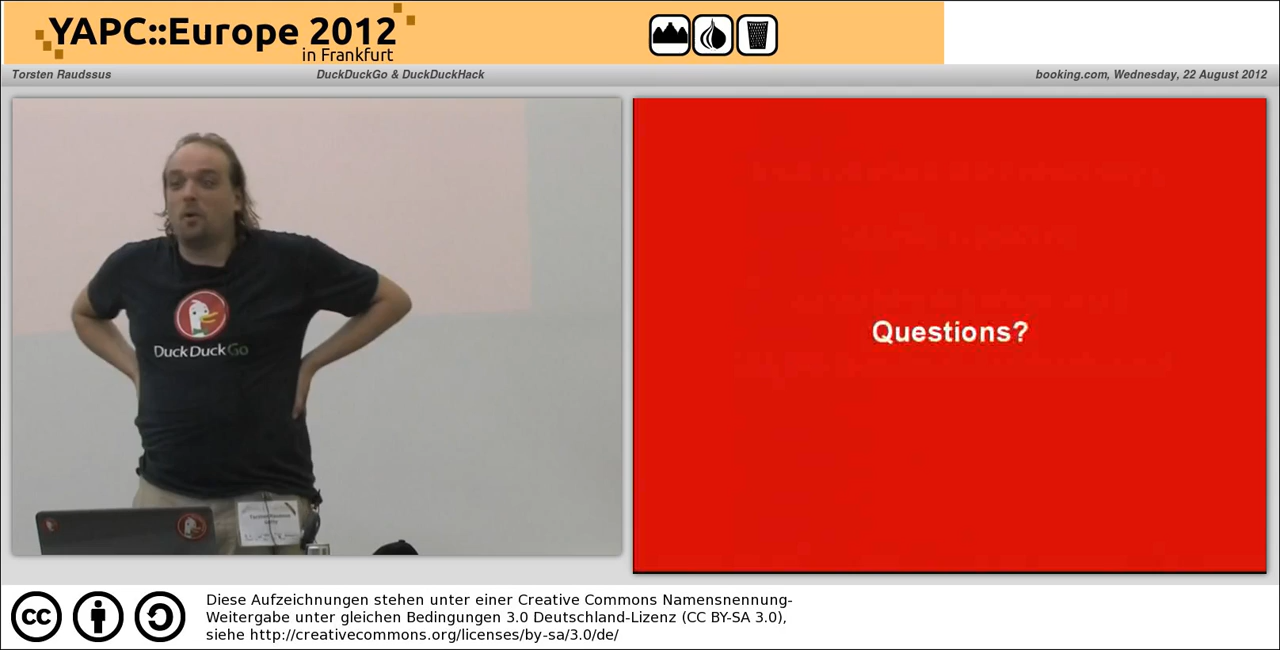 YAPC::Europe 2012
in Frankfurt
Torsten Raudssus
DuckDuckGo & DuckDuckHack
booking.com, Wednesday, 22 August 2012
DuckDuckGo
Questions?
cc
Diese Aufzeichnungen stehen unter einer Creative Commons Namensnennung-
Weitergabe unter gleichen Bedingungen 3.0 Deutschland-Lizenz (CC BY-SA 3.0),
siehe http://creativecommons.org/licenses/by-sa/3.0/de/